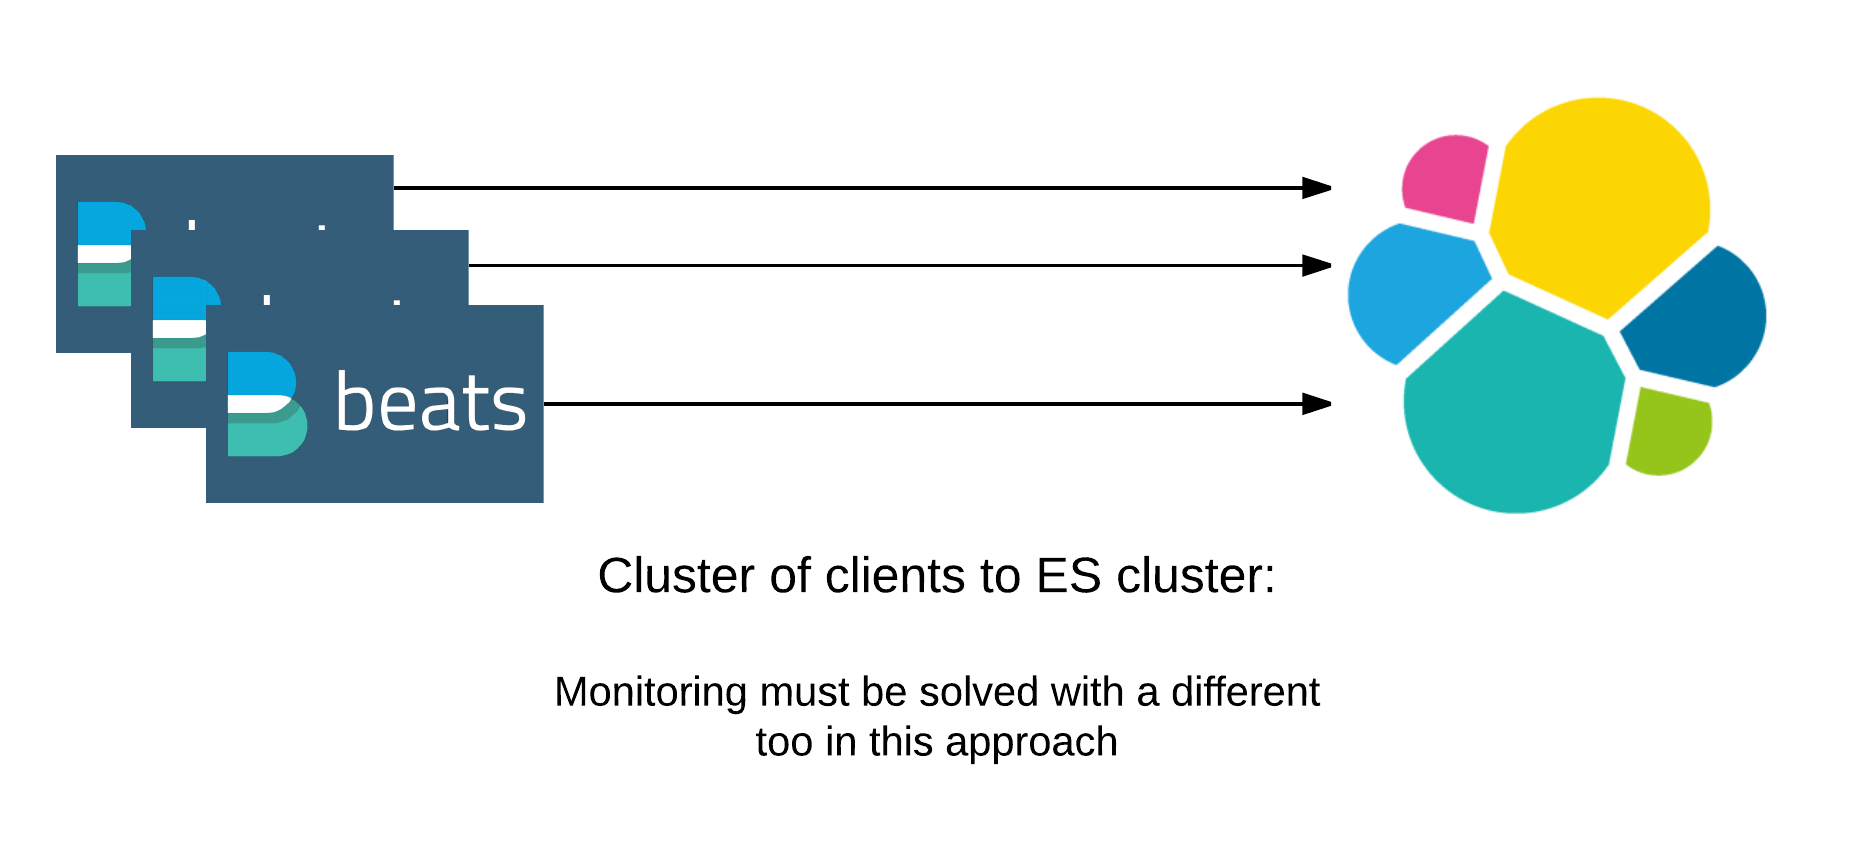 beats
Cluster of clients to ES cluster:
Monitoring must be solved with a different
too in this approach